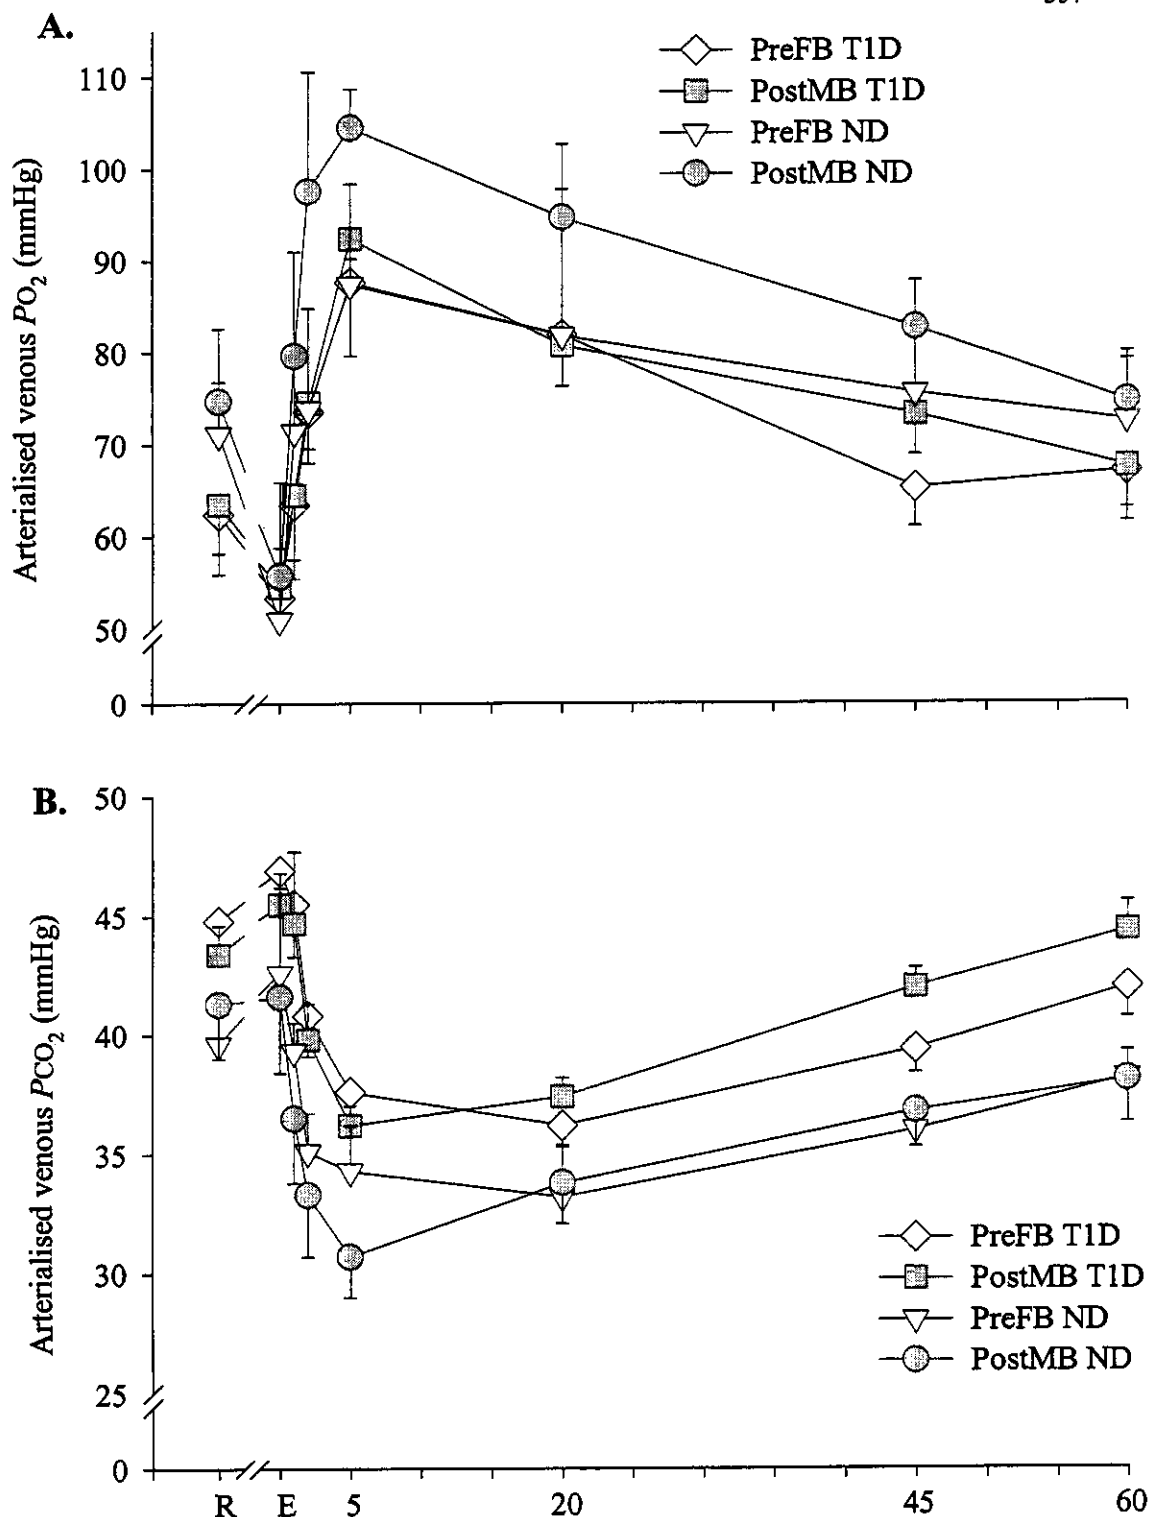 A.
PreFB T1D
PostMB T1D
PreFB ND
PostMB ND
Arterialised venous PO2 (mmHg)
110
100
90
80
70
60
50
0
B.
Arterialised venous PCO2 (mmHg)
50
45
40
35
30
25
0
PreFB T1D
PostMB T1D
PreFB ND
PostMB ND
R E 5 20 45 60